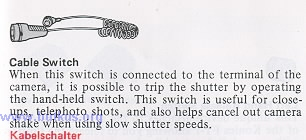 Cable Switch
When this switch is connected to the terminal of the
camera, it is possible to trip the shutter by operating
the hand-held switch. This switch is useful for close-
ups, telephoto shots, and also helps cancel out camera
shake when using slow shutter speeds.
Kabelschalter